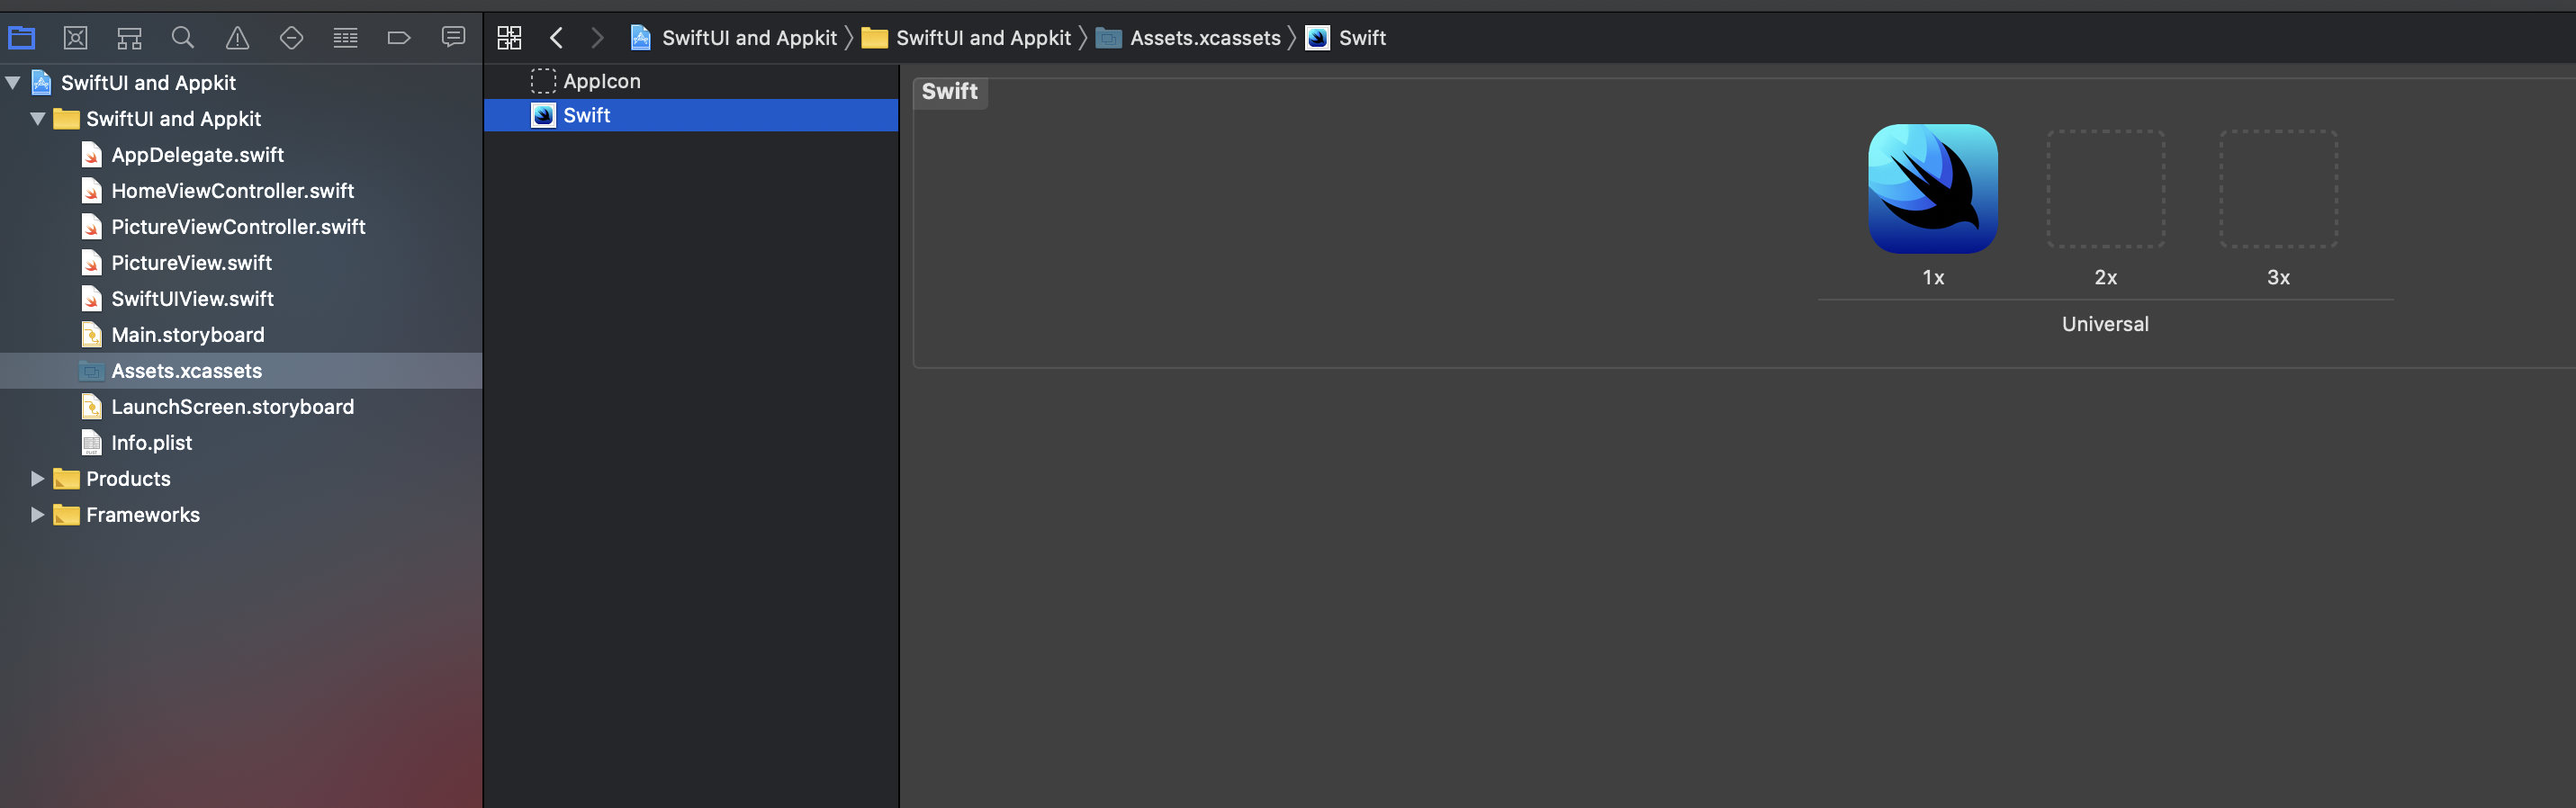 SwiftUI and Appkit
SwiftUI and Appkit
AppDelegate.swift
HomeViewController.swift
PictureViewController.swift
PictureView.swift
SwiftUIView.swift
Main.storyboard
Assets.xcassets
LaunchScreen.storyboard
Info.plist
Products
Frameworks
SwiftUI and Appkit SwiftUI and Appkit Assets.xcassets Swift
AppIcon
Swift
Swift
1x 2x 3x
Universal